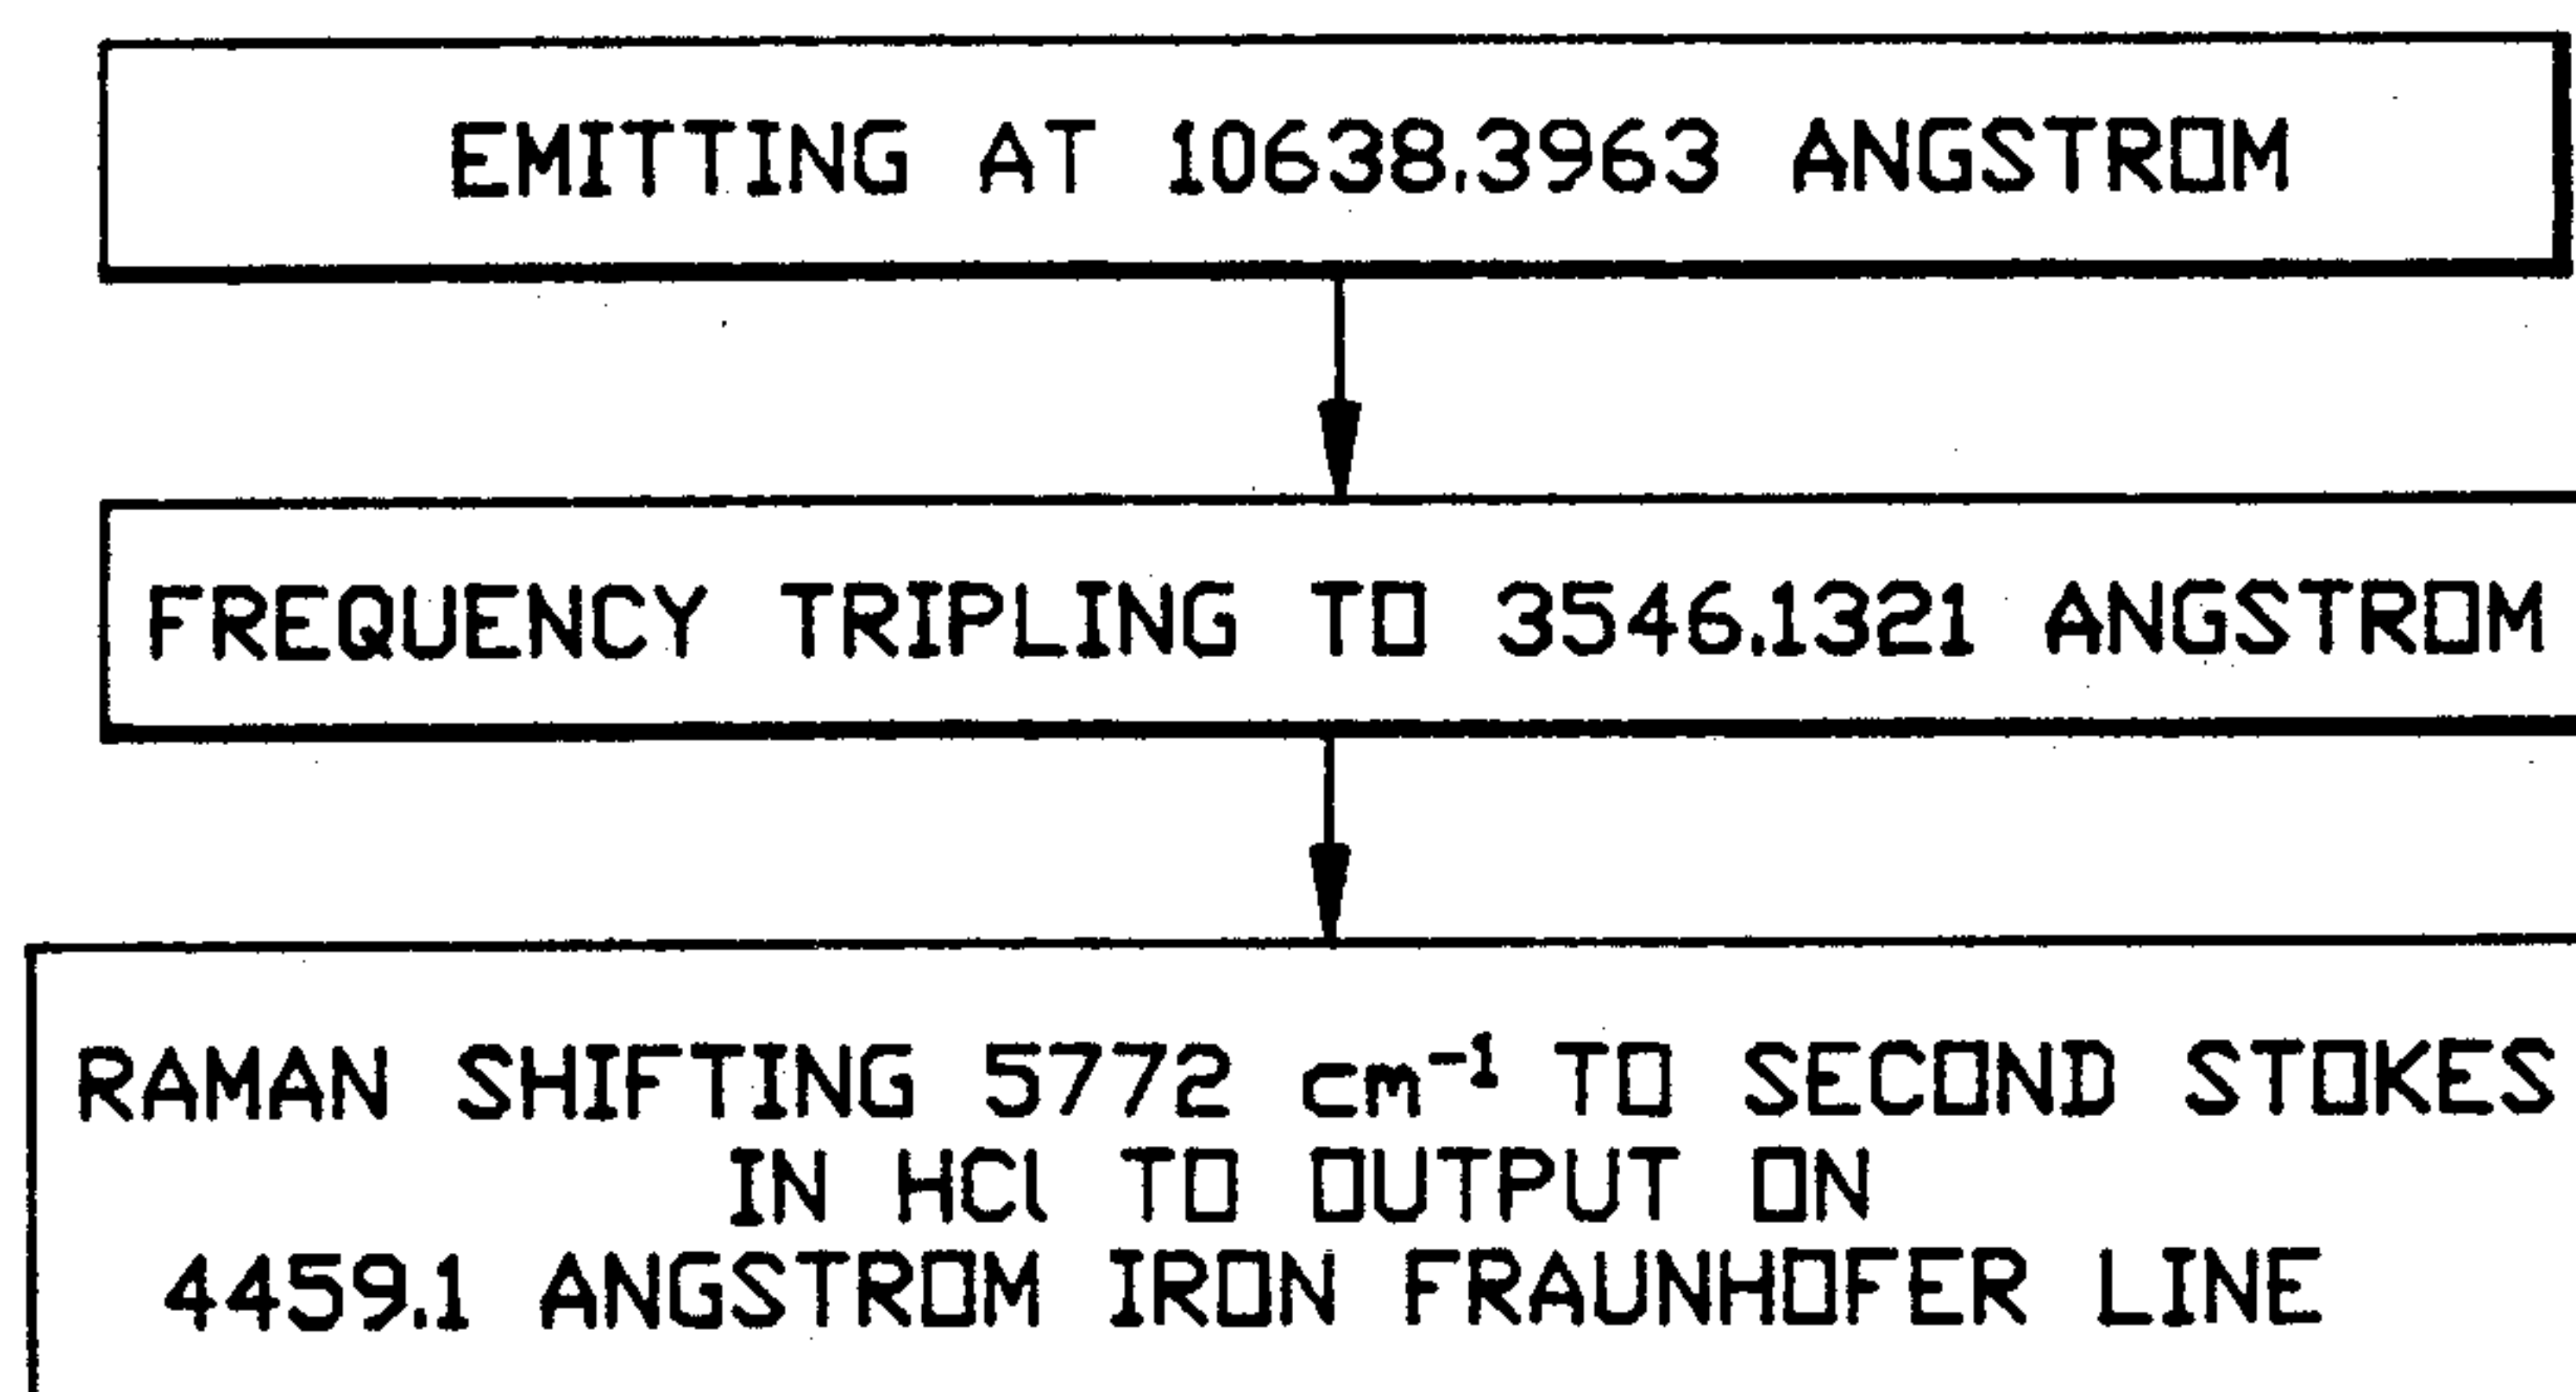 EMITTING AT 10638.3963 ANGSTROM
FREQUENCY TRIPLING TO 3546.1321 ANGSTROM
RAMAN SHIFTING 5772 cm⁻¹ TO SECOND STOKES
IN HCl TO OUTPUT ON
4459.1 ANGSTROM IRON FRAUNHOFER LINE